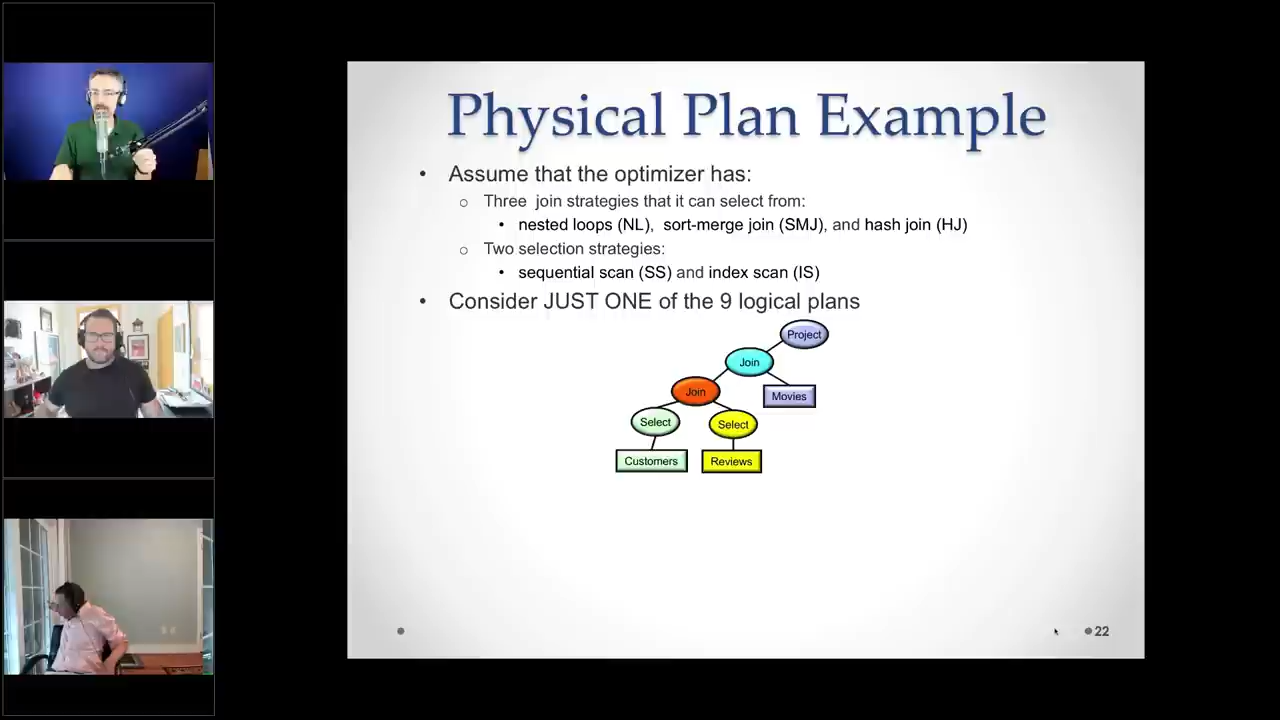 Physical Plan Example
• Assume that the optimizer has:
o Three join strategies that it can select from:
• nested loops (NL), sort-merge join (SMJ), and hash join (HJ)
o Two selection strategies:
• sequential scan (SS) and index scan (IS)
• Consider JUST ONE of the 9 logical plans
Project
Join
Join
Movies
Select
Select
Customers
Reviews
22